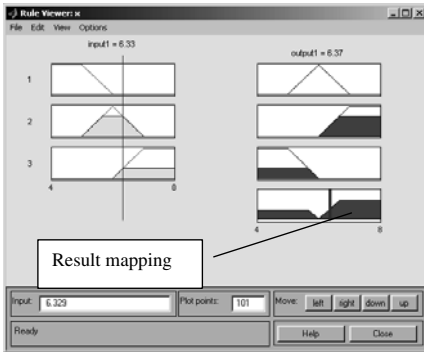 Rule Viewer: x
File Edit View Options
input1 = 6.33
output1 = 6.37
1
2
3
4 8
4 8
Result mapping
Input: 6.329 Plot points: 101 Move: left right down up
Ready Help Close